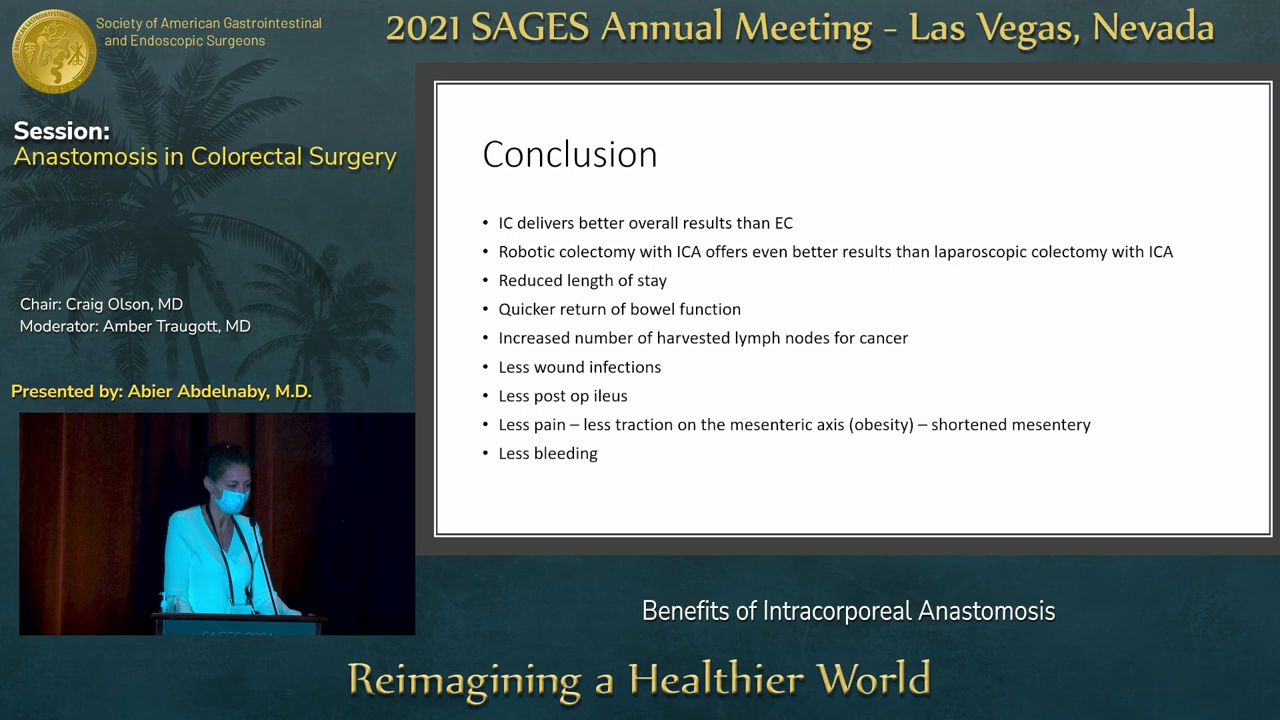 Society of American Gastrointestinal
and Endoscopic Surgeons
2021 SAGES Annual Meeting - Las Vegas, Nevada
Session:
Anastomosis in Colorectal Surgery
Chair: Craig Olson, MD
Moderator: Amber Traugott, MD
Presented by: Abier Abdelnaby, M.D.
Conclusion
• IC delivers better overall results than EC
• Robotic colectomy with ICA offers even better results than laparoscopic colectomy with ICA
• Reduced length of stay
• Quicker return of bowel function
• Increased number of harvested lymph nodes for cancer
• Less wound infections
• Less post op ileus
• Less pain – less traction on the mesenteric axis (obesity) – shortened mesentery
• Less bleeding
Benefits of Intracorporeal Anastomosis
Reimagining a Healthier World